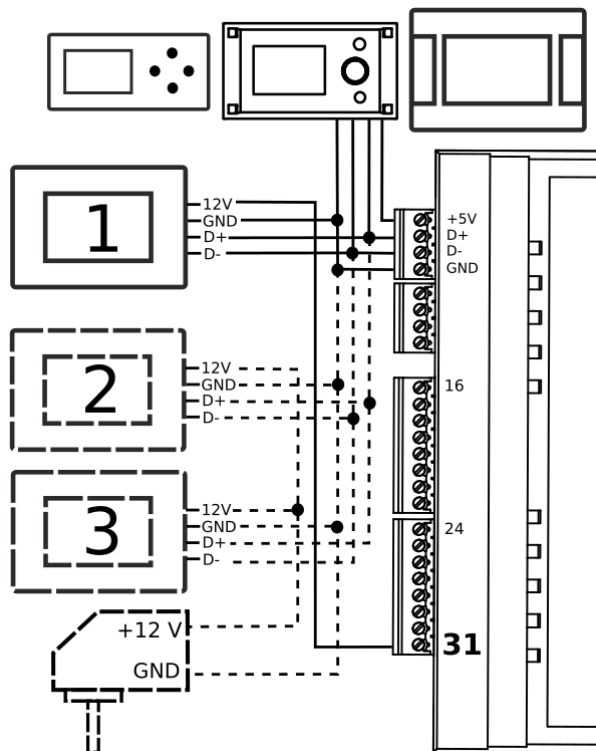 1
12V
GND
D+
D-
+5V
D+
D-
GND
2
12V
GND
D+
D-
16
3
12V
GND
D+
D-
24
+12 V
GND
31